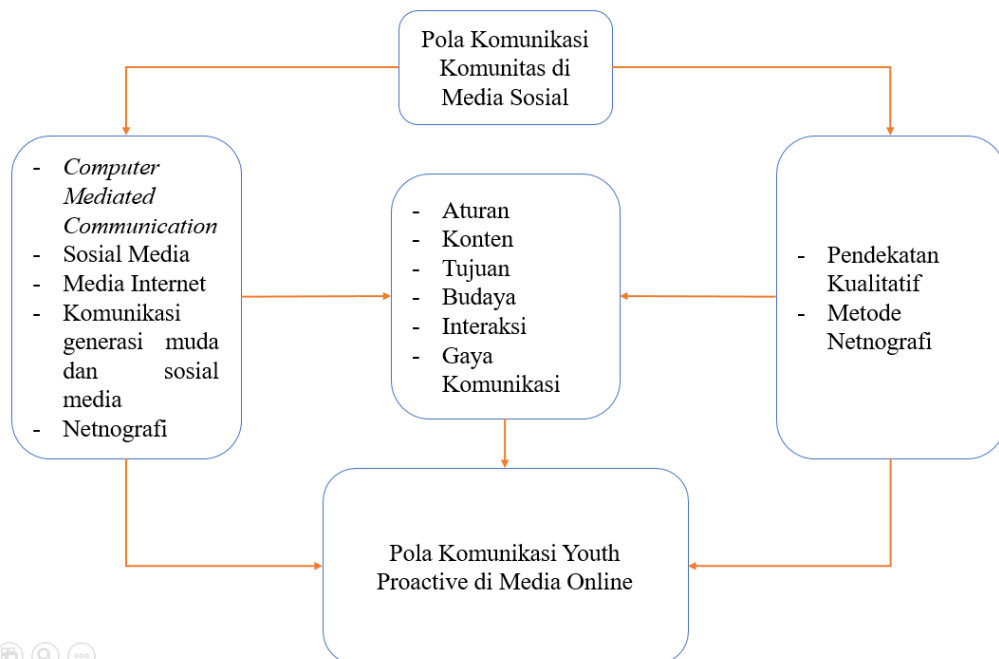 Pola Komunikasi
Komunitas di
Media Sosial
- Computer
Mediated
Communication
- Sosial Media
- Media Internet
- Komunikasi
generasi muda
dan sosial
media
- Netnografi
- Aturan
- Konten
- Tujuan
- Budaya
- Interaksi
- Gaya
Komunikasi
- Pendekatan
Kualitatif
- Metode
Netnografi
Pola Komunikasi Youth
Proactive di Media Online